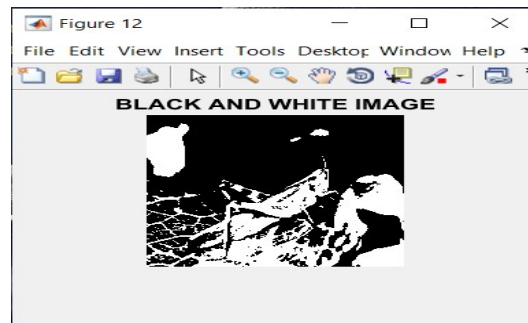 Figure 12
File Edit View Insert Tools Desktop Window Help
BLACK AND WHITE IMAGE